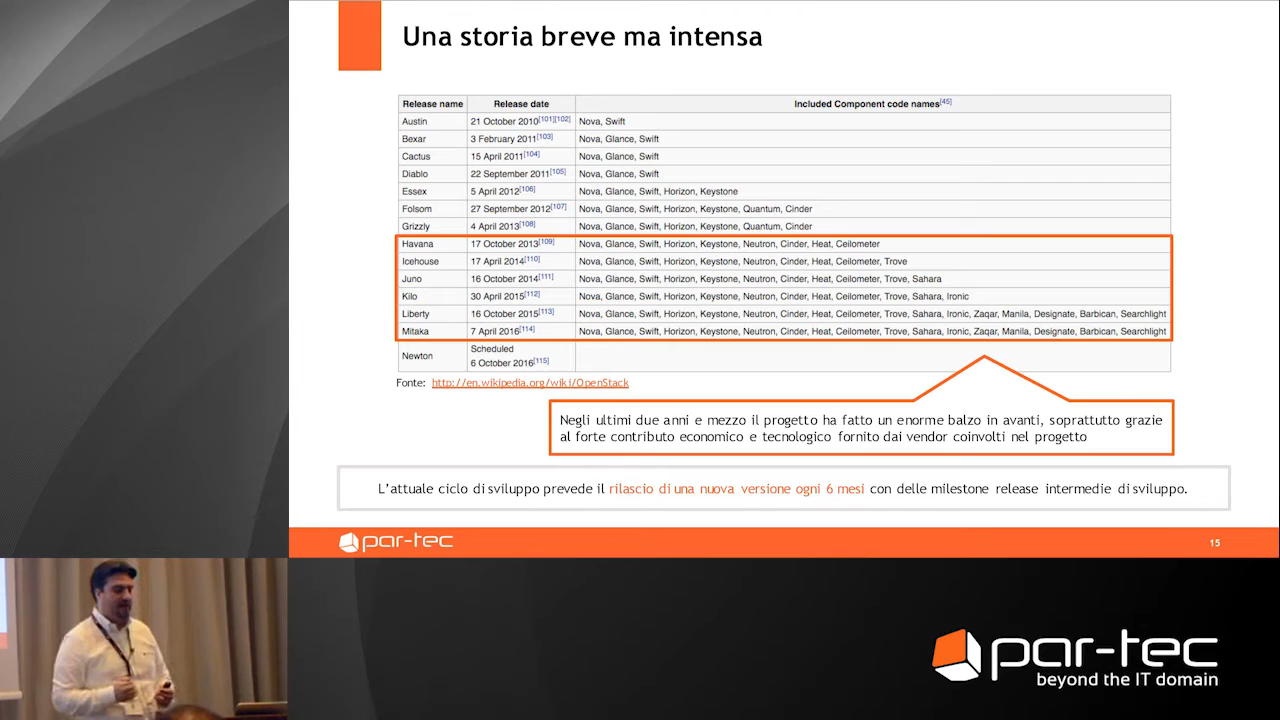 Una storia breve ma intensa
Release name Release date Included Component code names[45]
Austin 21 October 2010[101][102] Nova, Swift
Bexar 3 February 2011[103] Nova, Glance, Swift
Cactus 15 April 2011[104] Nova, Glance, Swift
Diablo 22 September 2011[105] Nova, Glance, Swift
Essex 5 April 2012[106] Nova, Glance, Swift, Horizon, Keystone
Folsom 27 September 2012[107] Nova, Glance, Swift, Horizon, Keystone, Quantum, Cinder
Grizzly 4 April 2013[108] Nova, Glance, Swift, Horizon, Keystone, Quantum, Cinder
Havana 17 October 2013[109] Nova, Glance, Swift, Horizon, Keystone, Neutron, Cinder, Heat, Ceilometer
Icehouse 17 April 2014[110] Nova, Glance, Swift, Horizon, Keystone, Neutron, Cinder, Heat, Ceilometer, Trove
Juno 16 October 2014[111] Nova, Glance, Swift, Horizon, Keystone, Neutron, Cinder, Heat, Ceilometer, Trove, Sahara
Kilo 30 April 2015[112] Nova, Glance, Swift, Horizon, Keystone, Neutron, Cinder, Heat, Ceilometer, Trove, Sahara, Ironic
Liberty 16 October 2015[113] Nova, Glance, Swift, Horizon, Keystone, Neutron, Cinder, Heat, Ceilometer, Trove, Sahara, Ironic, Zaqar, Manila, Designate, Barbican, Searchlight
Mitaka 7 April 2016[114] Nova, Glance, Swift, Horizon, Keystone, Neutron, Cinder, Heat, Ceilometer, Trove, Sahara, Ironic, Zaqar, Manila, Designate, Barbican, Searchlight
Newton Scheduled
6 October 2016[115]
Fonte: http://en.wikipedia.org/wiki/OpenStack
Negli ultimi due anni e mezzo il progetto ha fatto un enorme balzo in avanti, soprattutto grazie
al forte contributo economico e tecnologico fornito dai vendor coinvolti nel progetto
L'attuale ciclo di sviluppo prevede il rilascio di una nuova versione ogni 6 mesi con delle milestone release intermedie di sviluppo.
par-tec 15
par-tec
beyond the IT domain